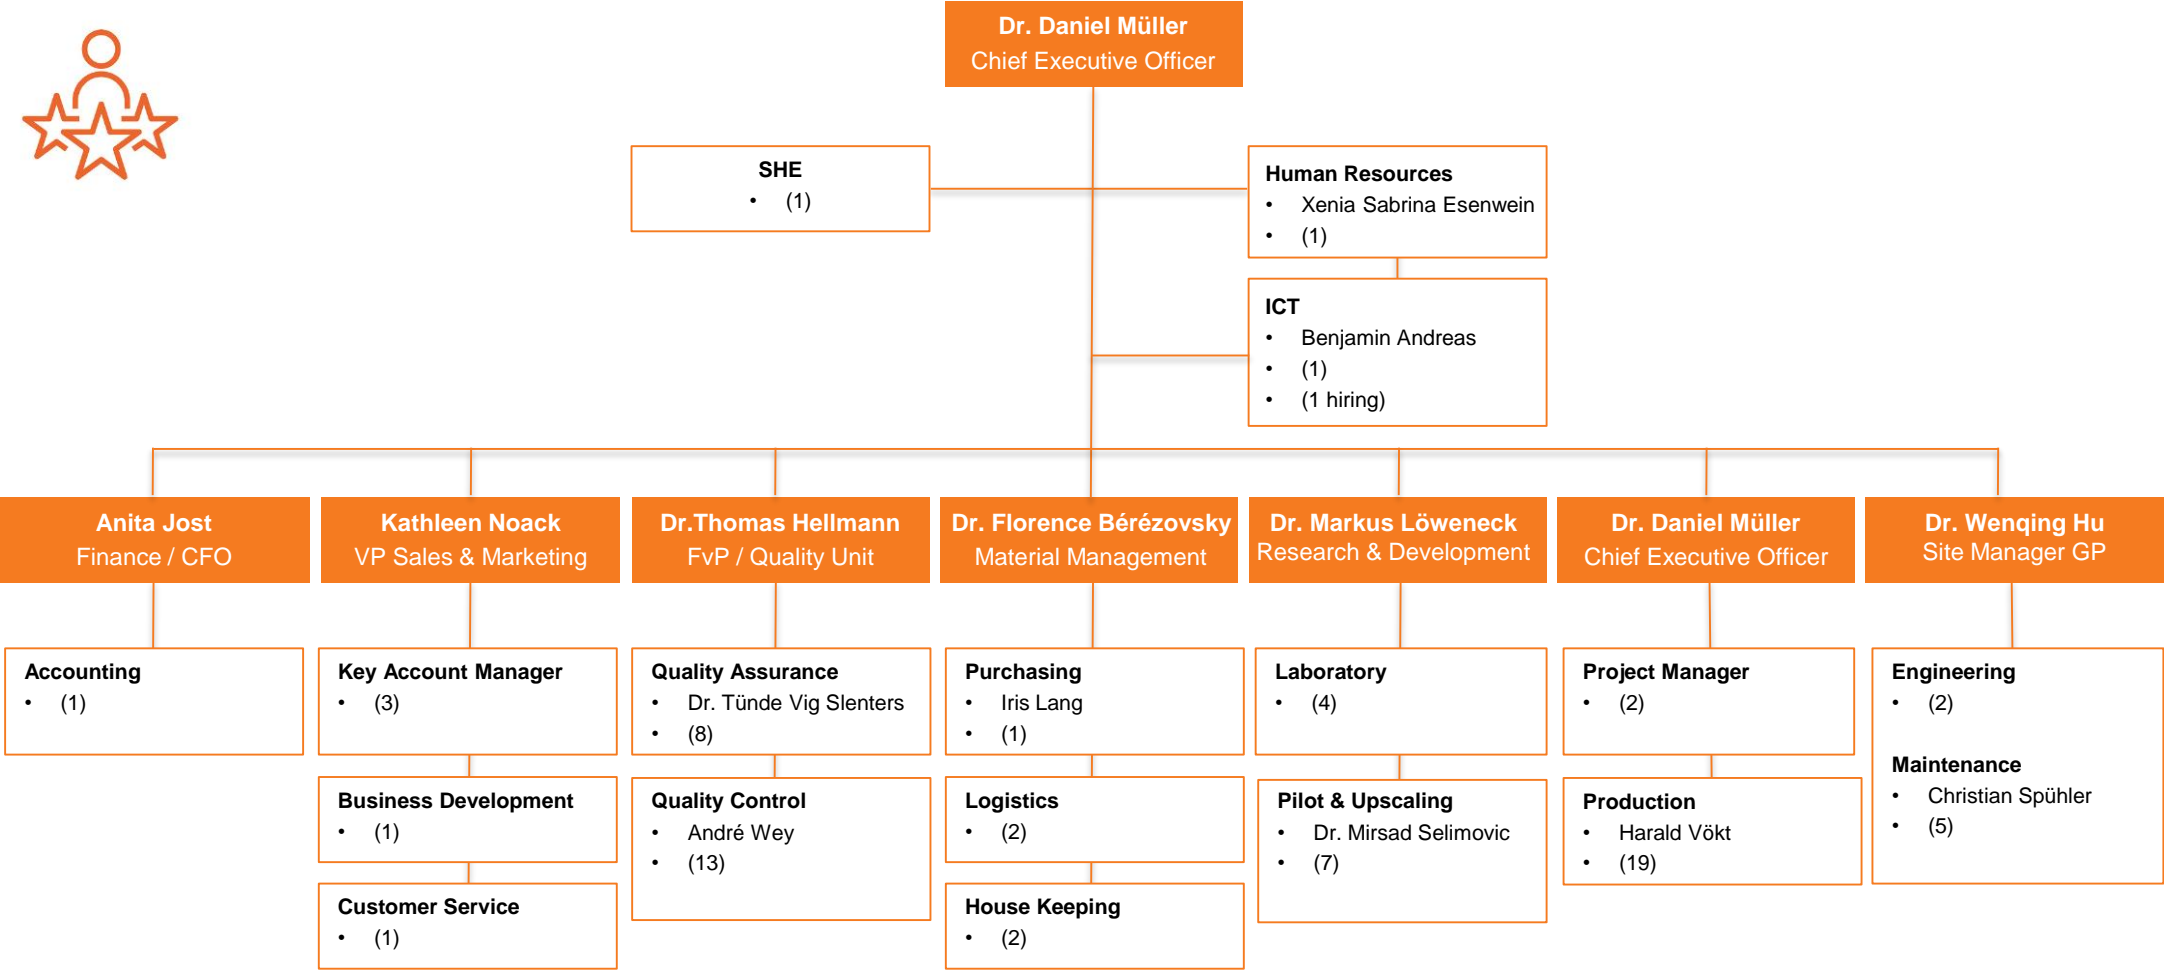 Dr. Daniel Müller
Chief Executive Officer
SHE
• (1)
Human Resources
• Xenia Sabrina Esenwein
• (1)
ICT
• Benjamin Andreas
• (1)
• (1 hiring)
Anita Jost
Finance / CFO
Kathleen Noack
VP Sales & Marketing
Dr.Thomas Hellmann
FvP / Quality Unit
Dr. Florence Bérézovsky
Material Management
Dr. Markus Löweneck
Research & Development
Dr. Daniel Müller
Chief Executive Officer
Dr. Wenqing Hu
Site Manager GP
Accounting
• (1)
Key Account Manager
• (3)
Business Development
• (1)
Customer Service
• (1)
Quality Assurance
• Dr. Tünde Vig Slenters
• (8)
Quality Control
• André Wey
• (13)
Purchasing
• Iris Lang
• (1)
Logistics
• (2)
House Keeping
• (2)
Laboratory
• (4)
Pilot & Upscaling
• Dr. Mirsad Selimovic
• (7)
Project Manager
• (2)
Production
• Harald Vökt
• (19)
Engineering
• (2)
Maintenance
• Christian Spühler
• (5)